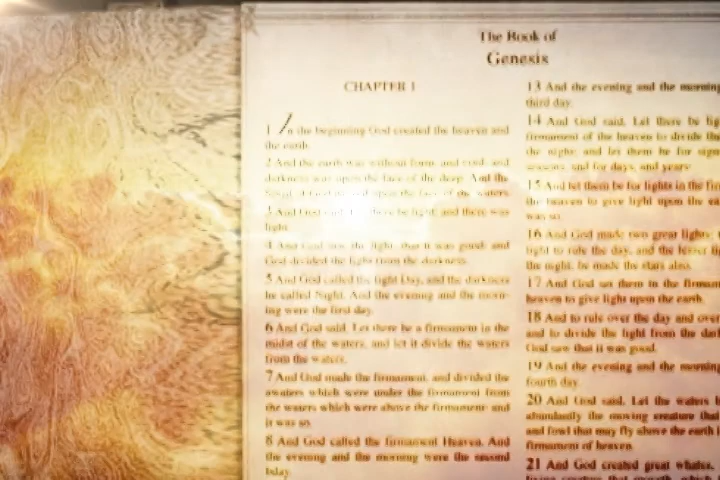 The Book of
Genesis
CHAPTER 1
1 In the beginning God created the heaven and
the earth.
2 And the earth was without form, and void, and
darkness was upon the face of the deep. And the
Spirit of God moved upon the face of the waters.
3 And God said there be light: and there was
light.
4 And God saw the light, that it was good: and
God divided the light from the darkness.
5 And God called the light Day, and the darkness
he called Night. And the evening and the morn-
ing were the first day.
6 And God said, Let there be a firmament in the
midst of the waters, and let it divide the waters
from the waters.
7 And God made the firmament, and divided the
waters which were under the firmament from
the waters which were above the firmament: and
it was so.
8 And God called the firmament Heaven. And
the evening and the morning were the second
day.
13 And the evening and the morning
third day.
14 And God said, Let there be
firmament of the heaven to divide the
the night; and let them be for
seasons, and for days, and years:
15 And let them be for lights in the
the heaven to give light upon the
was so.
16 And God made two great lights;
light to rule the day, and the lesser
the night: he made the stars also.
17 And God set them in the
heaven to give light upon the earth.
18 And to rule over the day and over
and to divide the light from the
God saw that it was good.
19 And the evening and the morning
fourth day.
20 And God said, Let the waters
abundantly the moving creature that
and fowl that may fly above the earth
firmament of heaven.
21 And God created great whales,
living creature that moveth, which